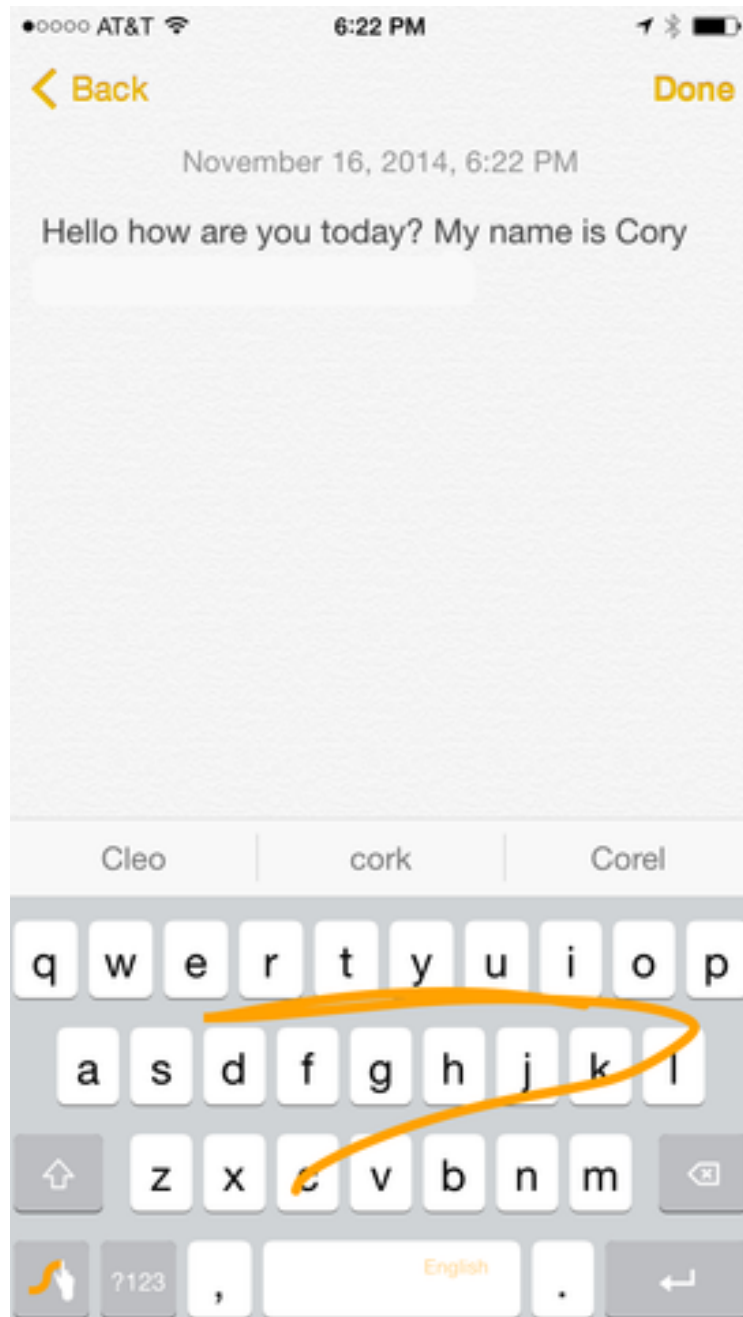 AT&T 6:22 PM
Back Done
November 16, 2014, 6:22 PM
Hello how are you today? My name is Cory
Cleo cork Corel
q w e r t y u i o p
a s d f g h j k l
z x c v b n m
?123 , English .